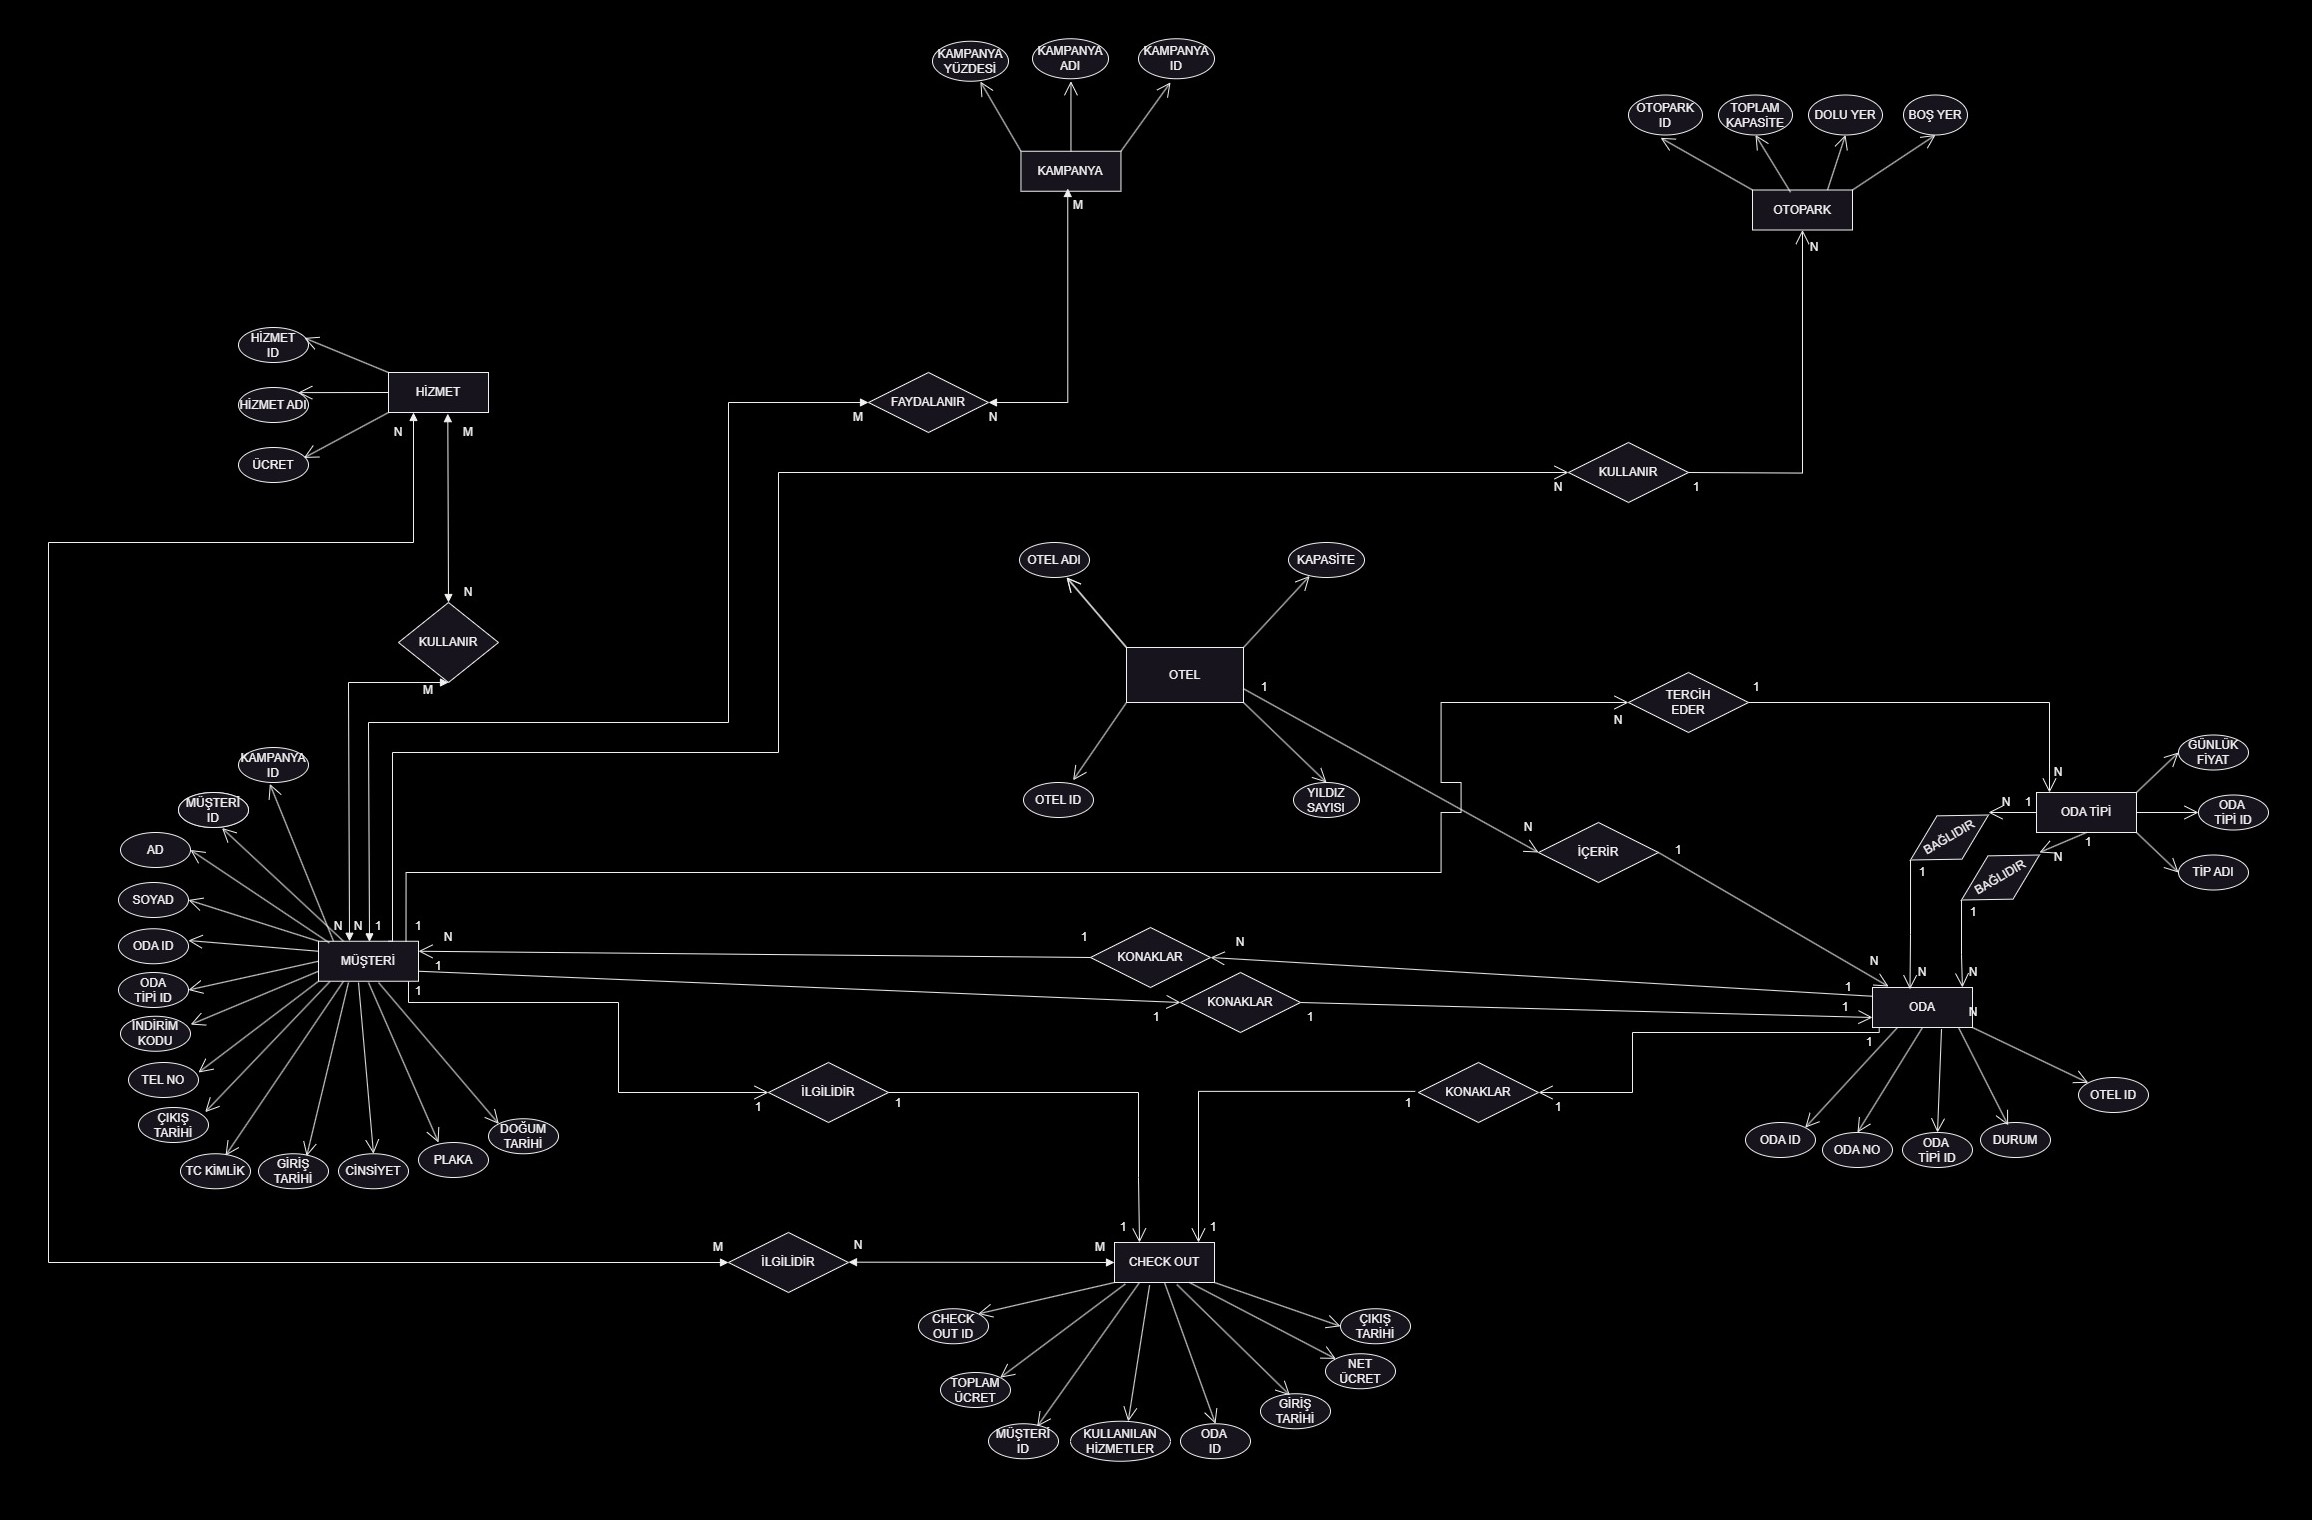 KAMPANYA
YÜZDESİ
KAMPANYA
ADI
KAMPANYA
ID
KAMPANYA
M
OTOPARK
ID
TOPLAM
KAPASİTE
DOLU YER
BOŞ YER
OTOPARK
N
HİZMET
ID
HİZMET ADI
ÜCRET
HİZMET
N
M
FAYDALANIR
M
N
KULLANIR
N
1
N
KULLANIR
M
OTEL ADI
KAPASİTE
OTEL
1
OTEL ID
YILDIZ
SAYISI
TERCİH
EDER
N
1
N
GÜNLÜK
FİYAT
ODA
TİPİ ID
TİP ADI
ODA TİPİ
N
1
1
N
BAĞLIDIR
1
BAĞLIDIR
1
N
İÇERİR
1
N
N
N
KAMPANYA
ID
MÜŞTERİ
ID
AD
SOYAD
ODA ID
ODA
TİPİ ID
İNDİRİM
KODU
TEL NO
ÇIKIŞ
TARİHİ
TC KİMLİK
GİRİŞ
TARİHİ
CİNSİYET
PLAKA
DOĞUM
TARİHİ
N
N
1
1
MÜŞTERİ
N
1
1
1
KONAKLAR
N
1
KONAKLAR
1
1
1
1
ODA
N
1
ODA ID
ODA NO
ODA
TİPİ ID
DURUM
OTEL ID
İLGİLİDİR
1
1
KONAKLAR
1
1
1
1
M
İLGİLİDİR
N
M
CHECK OUT
CHECK
OUT ID
TOPLAM
ÜCRET
MÜŞTERİ
ID
KULLANILAN
HİZMETLER
ODA
ID
GİRİŞ
TARİHİ
NET
ÜCRET
ÇIKIŞ
TARİHİ